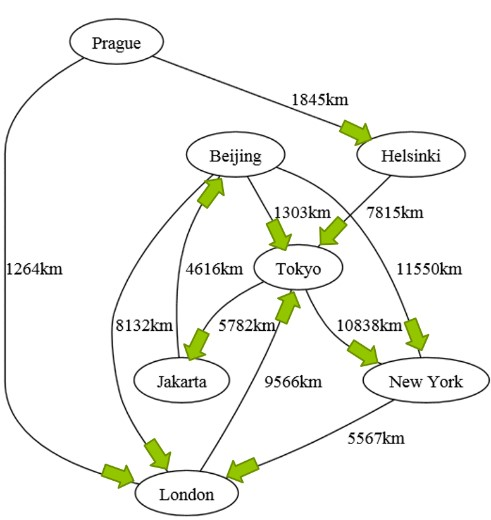 Prague
1845km
Beijing
Helsinki
1303km
7815km
1264km
4616km
Tokyo
11550km
8132km
5782km
10838km
Jakarta
9566km
New York
5567km
London